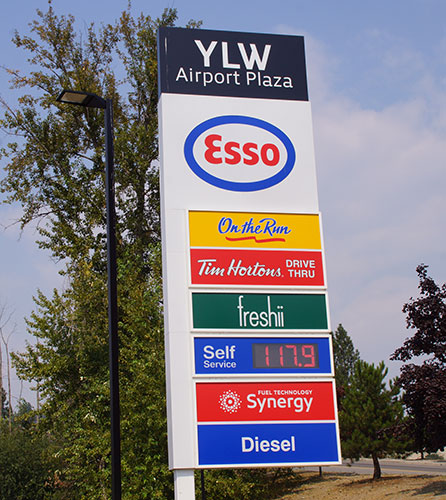 YLW
Airport Plaza
Esso
On the Run
Tim Hortons. DRIVE THRU
freshii
Self Service 117.9
FUEL TECHNOLOGY
Synergy
Diesel